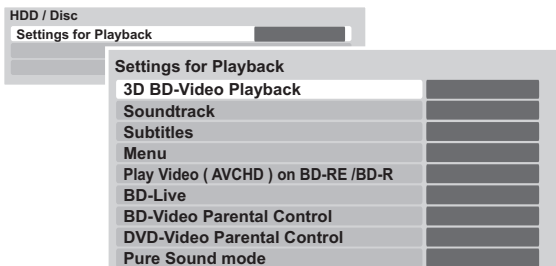 HDD / Disc
Settings for Playback
Settings for Playback
3D BD-Video Playback
Soundtrack
Subtitles
Menu
Play Video ( AVCHD ) on BD-RE /BD-R
BD-Live
BD-Video Parental Control
DVD-Video Parental Control
Pure Sound mode